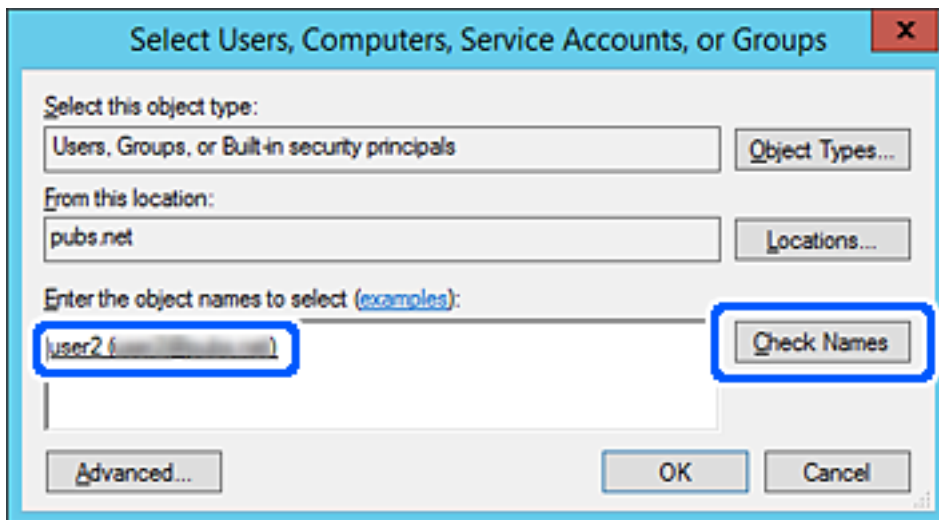 Select Users, Computers, Service Accounts, or Groups
x
Select this object type:
Users, Groups, or Built-in security principals
Object Types...
From this location:
pubs.net
Locations...
Enter the object names to select (examples):
user2 (
)
Check Names
Advanced...
OK
Cancel